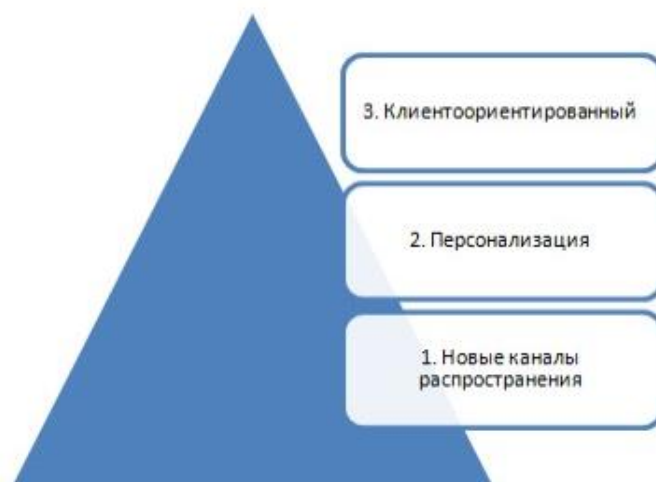 3. Клиентоориентированный
2. Персонализация
1. Новые каналы
распространения